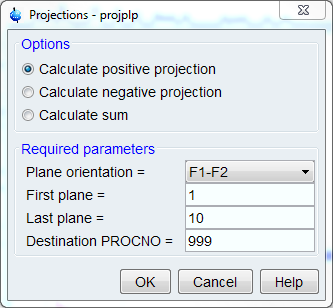 Projections - projplp
Options
Calculate positive projection
Calculate negative projection
Calculate sum
Required parameters
Plane orientation = F1-F2
First plane = 1
Last plane = 10
Destination PROCNO = 999
OK Cancel Help